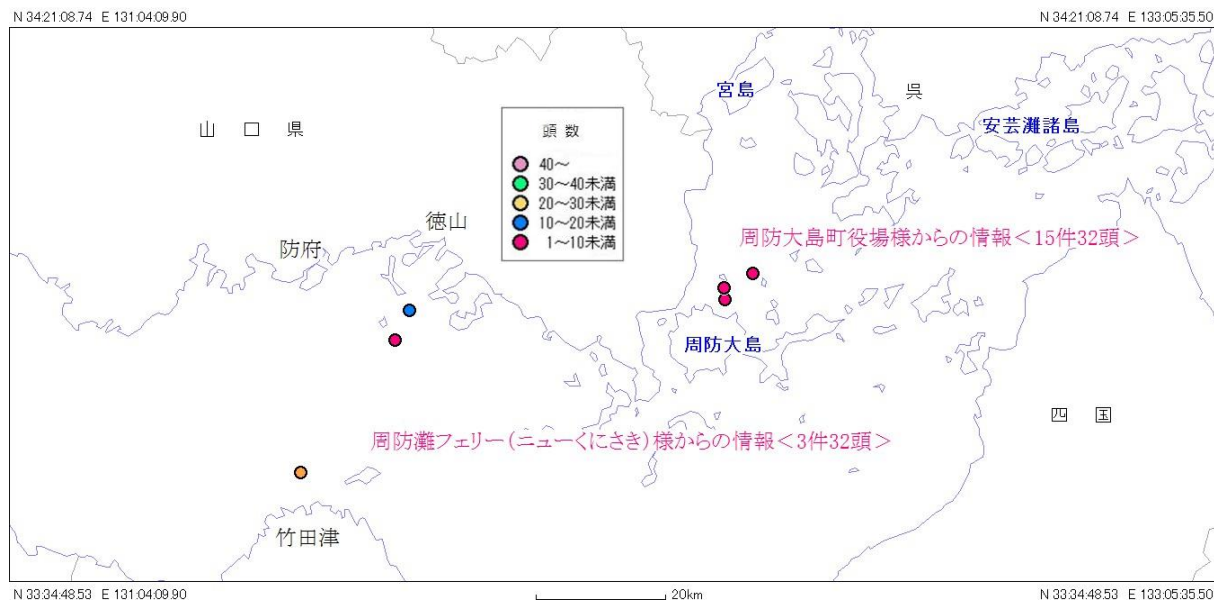 N 34:21:08.74 E 131:04:09.90
N 34:21:08.74 E 133:05:35.50
宮島
呉
山 口 県
頭 数
安芸灘諸島
40～
30～40未満
20～30未満
10～20未満
1～10未満
徳山
防府
周防大島町役場様からの情報＜15件32頭＞
周防大島
四 国
周防灘フェリー(ニューくにさき)様からの情報＜3件32頭＞
竹田津
N 33:34:48.53 E 131:04:09.90
20km
N 33:34:48.53 E 133:05:35.50